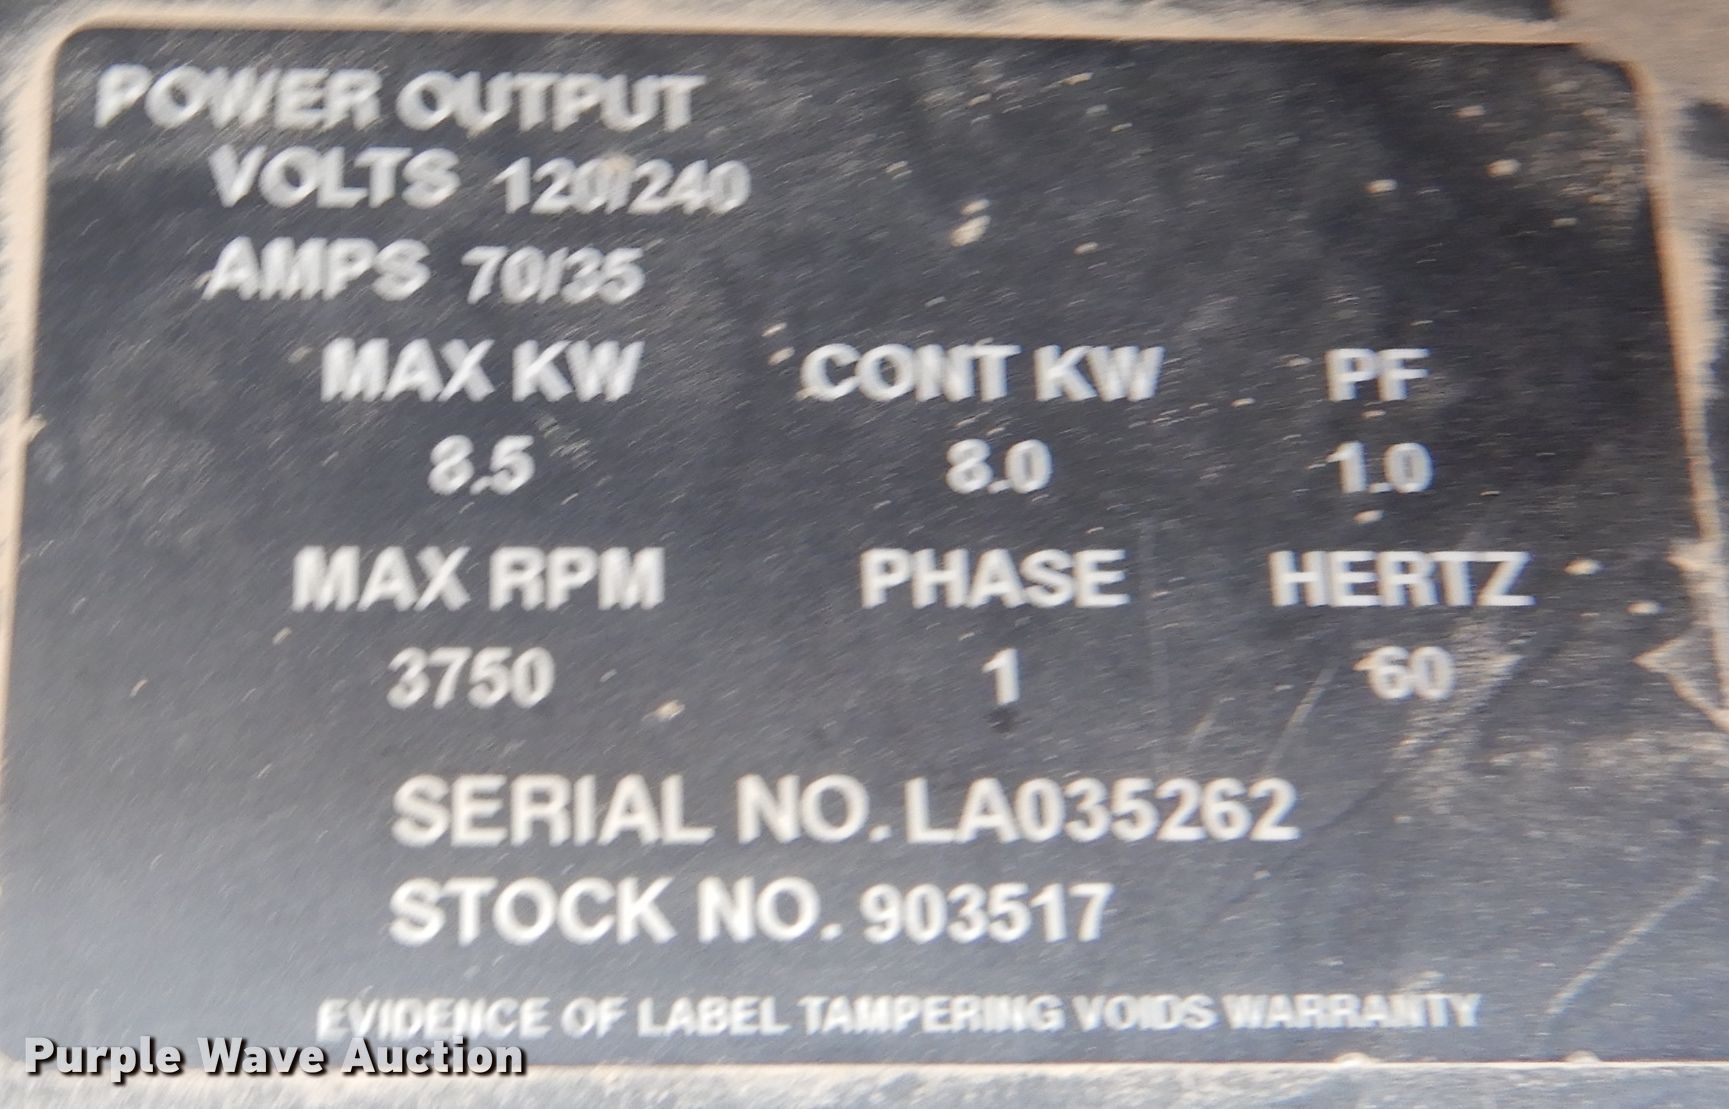 POWER OUTPUT
VOLTS 120/240
AMPS 70/35
MAX KW CONT KW PF
8.5 8.0 1.0
MAX RPM PHASE HERTZ
3750 1 60
SERIAL NO. LA035262
STOCK NO. 903517
EVIDENCE OF LABEL TAMPERING VOIDS WARRANTY
Purple Wave Auction